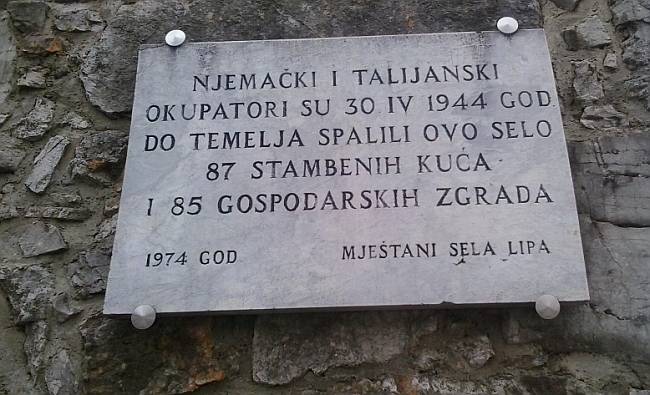 NJEMAČKI I TALIJANSKI
OKUPATORI SU 30 IV 1944 GOD.
DO TEMELJA SPALILI OVO SELO
87 STAMBENIH KUĆA
I 85 GOSPODARSKIH ZGRADA
1974 GOD MJEŠTANI SELA LIPA